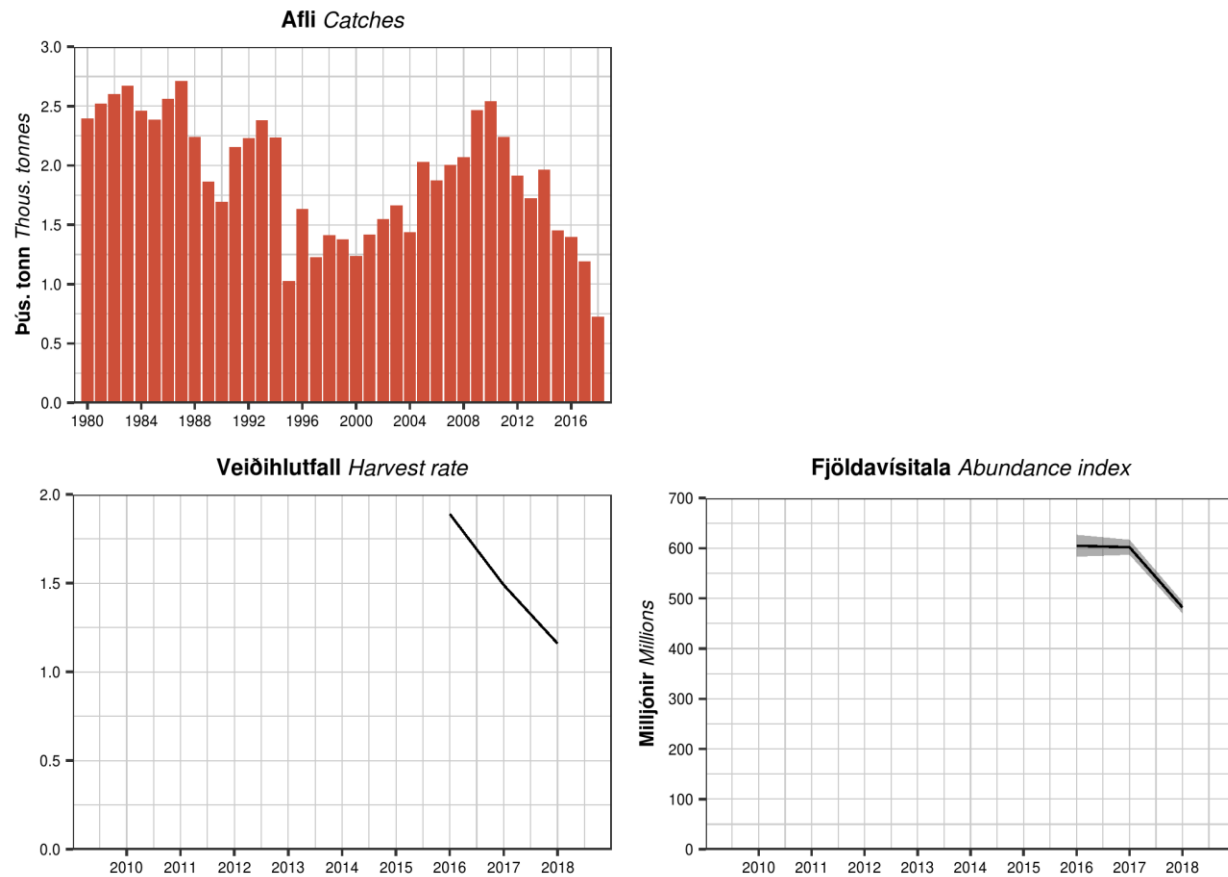 Afli Catches
Þús. tonn Thous. tonnes
3.0
2.5
2.0
1.5
1.0
0.5
0.0
1980 1984 1988 1992 1996 2000 2004 2008 2012 2016
Veiðihlutfall Harvest rate
2.0
1.5
1.0
0.5
0.0
2010 2011 2012 2013 2014 2015 2016 2017 2018
Fjöldavísitala Abundance index
Milljónir Millions
700
600
500
400
300
200
100
0
2010 2011 2012 2013 2014 2015 2016 2017 2018